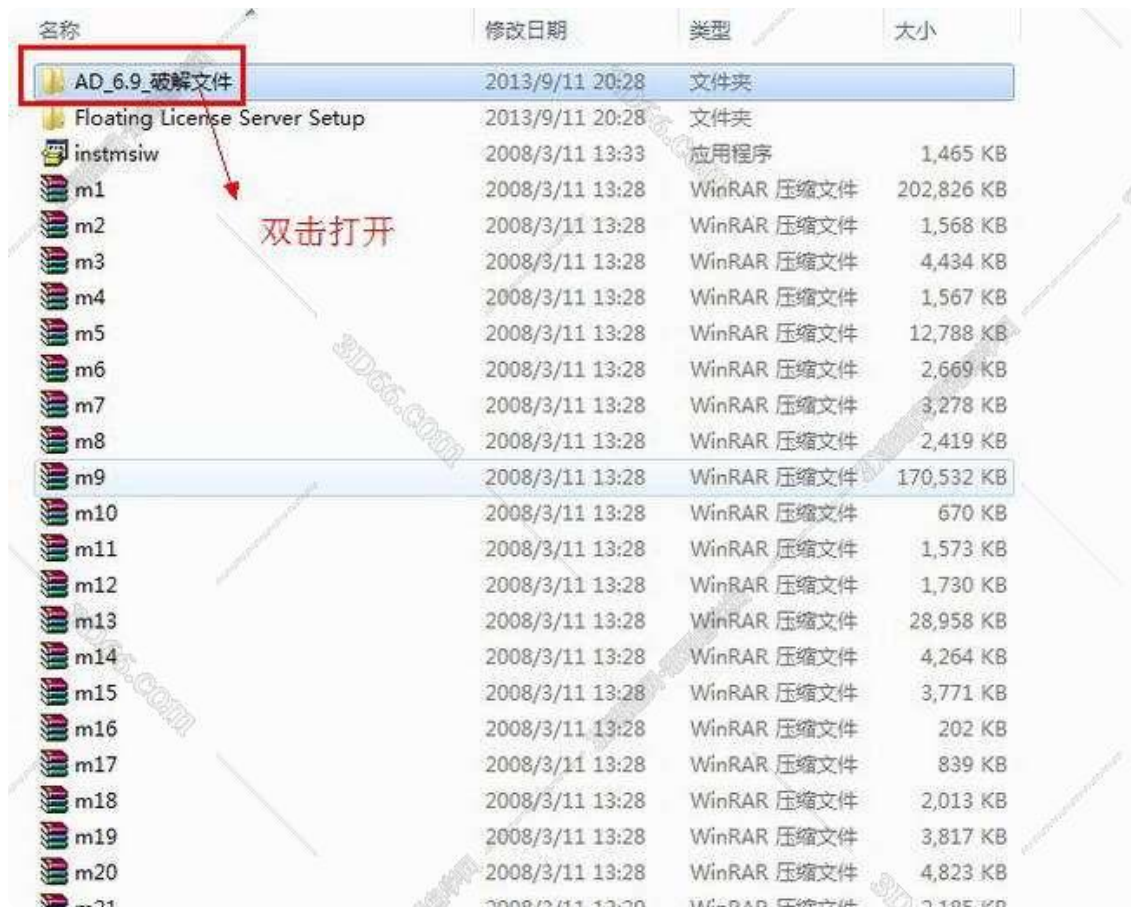 名称 修改日期 类型 大小
AD_6.9_破解文件 2013/9/11 20:28 文件夹
Floating License Server Setup 2013/9/11 20:28 文件夹
instmsiw 2008/3/11 13:33 应用程序 1,465 KB
m1 2008/3/11 13:28 WinRAR 压缩文件 202,826 KB
双击打开
m2 2008/3/11 13:28 WinRAR 压缩文件 1,568 KB
m3 2008/3/11 13:28 WinRAR 压缩文件 4,434 KB
m4 2008/3/11 13:28 WinRAR 压缩文件 1,567 KB
m5 2008/3/11 13:28 WinRAR 压缩文件 12,788 KB
m6 2008/3/11 13:28 WinRAR 压缩文件 2,669 KB
m7 2008/3/11 13:28 WinRAR 压缩文件 3,278 KB
m8 2008/3/11 13:28 WinRAR 压缩文件 2,419 KB
m9 2008/3/11 13:28 WinRAR 压缩文件 170,532 KB
m10 2008/3/11 13:28 WinRAR 压缩文件 670 KB
m11 2008/3/11 13:28 WinRAR 压缩文件 1,573 KB
m12 2008/3/11 13:28 WinRAR 压缩文件 1,730 KB
m13 2008/3/11 13:28 WinRAR 压缩文件 28,958 KB
m14 2008/3/11 13:28 WinRAR 压缩文件 4,264 KB
m15 2008/3/11 13:28 WinRAR 压缩文件 3,771 KB
m16 2008/3/11 13:28 WinRAR 压缩文件 202 KB
m17 2008/3/11 13:28 WinRAR 压缩文件 839 KB
m18 2008/3/11 13:28 WinRAR 压缩文件 2,013 KB
m19 2008/3/11 13:28 WinRAR 压缩文件 3,817 KB
m20 2008/3/11 13:28 WinRAR 压缩文件 4,823 KB
3D66.COM
3D66.COM